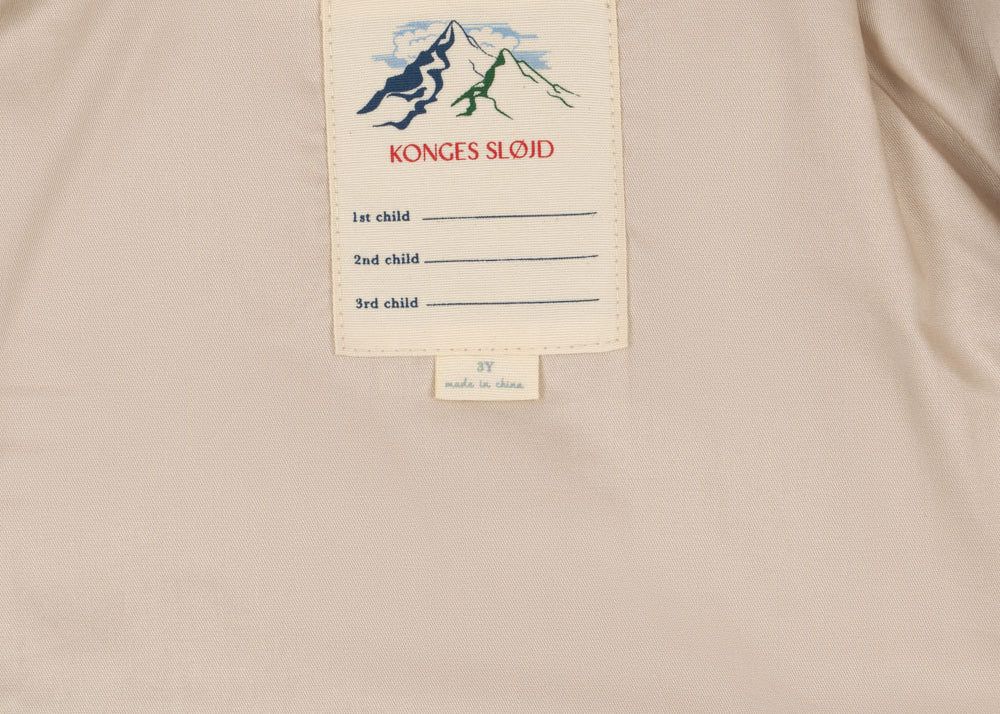 KONGES SLØJD
1st child
2nd child
3rd child
3Y
made in china